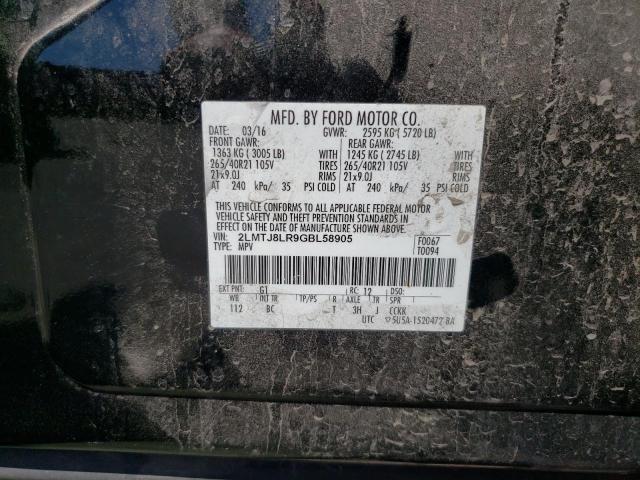 MFD. BY FORD MOTOR CO.
DATE: 03/16 GVWR: 2595 KG ( 5720 LB)
FRONT GAWR: REAR GAWR:
1363 KG ( 3005 LB) WITH 1245 KG ( 2745 LB) WITH
265/40R21 105V TIRES 265/40R21 105V TIRES
21x9.0J RIMS 21x9.0J RIMS
AT 240 kPa/ 35 PSI COLD AT 240 kPa/ 35 PSI COLD
THIS VEHICLE CONFORMS TO ALL APPLICABLE FEDERAL MOTOR
VEHICLE SAFETY AND THEFT PREVENTION STANDARDS IN
EFFECT ON THE DATE OF MANUFACTURE SHOWN ABOVE.
VIN: 2LMTJ8LR9GBL58905 F0067
TYPE: MPV T0094
EXT PNT: G1 RC: 12 DSO:
WB INT TR TP/PS R AXLE TR SPR
112 BC T 3H J CCKK
UTC